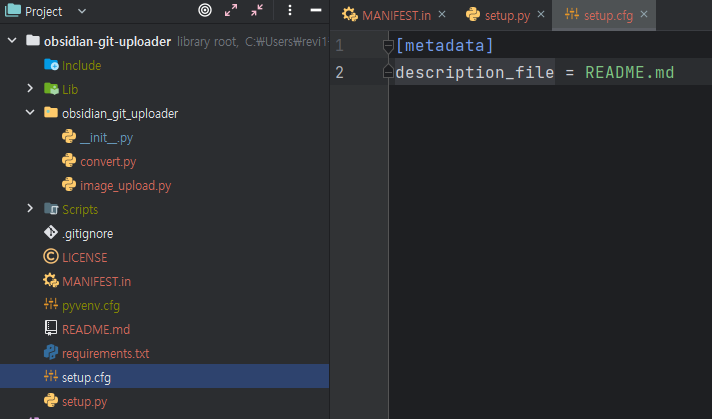 Project
obsidian-git-uploader library root, C:₩Users₩revi1
Include
Lib
obsidian_git_uploader
__init__.py
convert.py
image_upload.py
Scripts
.gitignore
LICENSE
MANIFEST.in
pyvenv.cfg
README.md
requirements.txt
setup.cfg
setup.py
MANIFEST.in setup.py setup.cfg
1 [metadata]
2 description_file = README.md